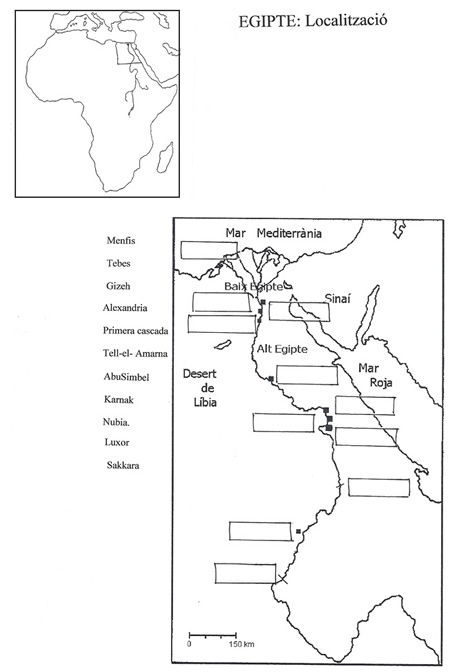 EGIPTE: Localització
Menfis
Tebes
Gizeh
Alexandria
Primera cascada
Tell-el- Amarna
AbuSimbel
Karnak
Nubia.
Luxor
Sakkara
Mar Mediterrània
Baix Egipte
Sinaí
Alt Egipte
Desert
de
Líbia
Mar
Roja
0 150 km